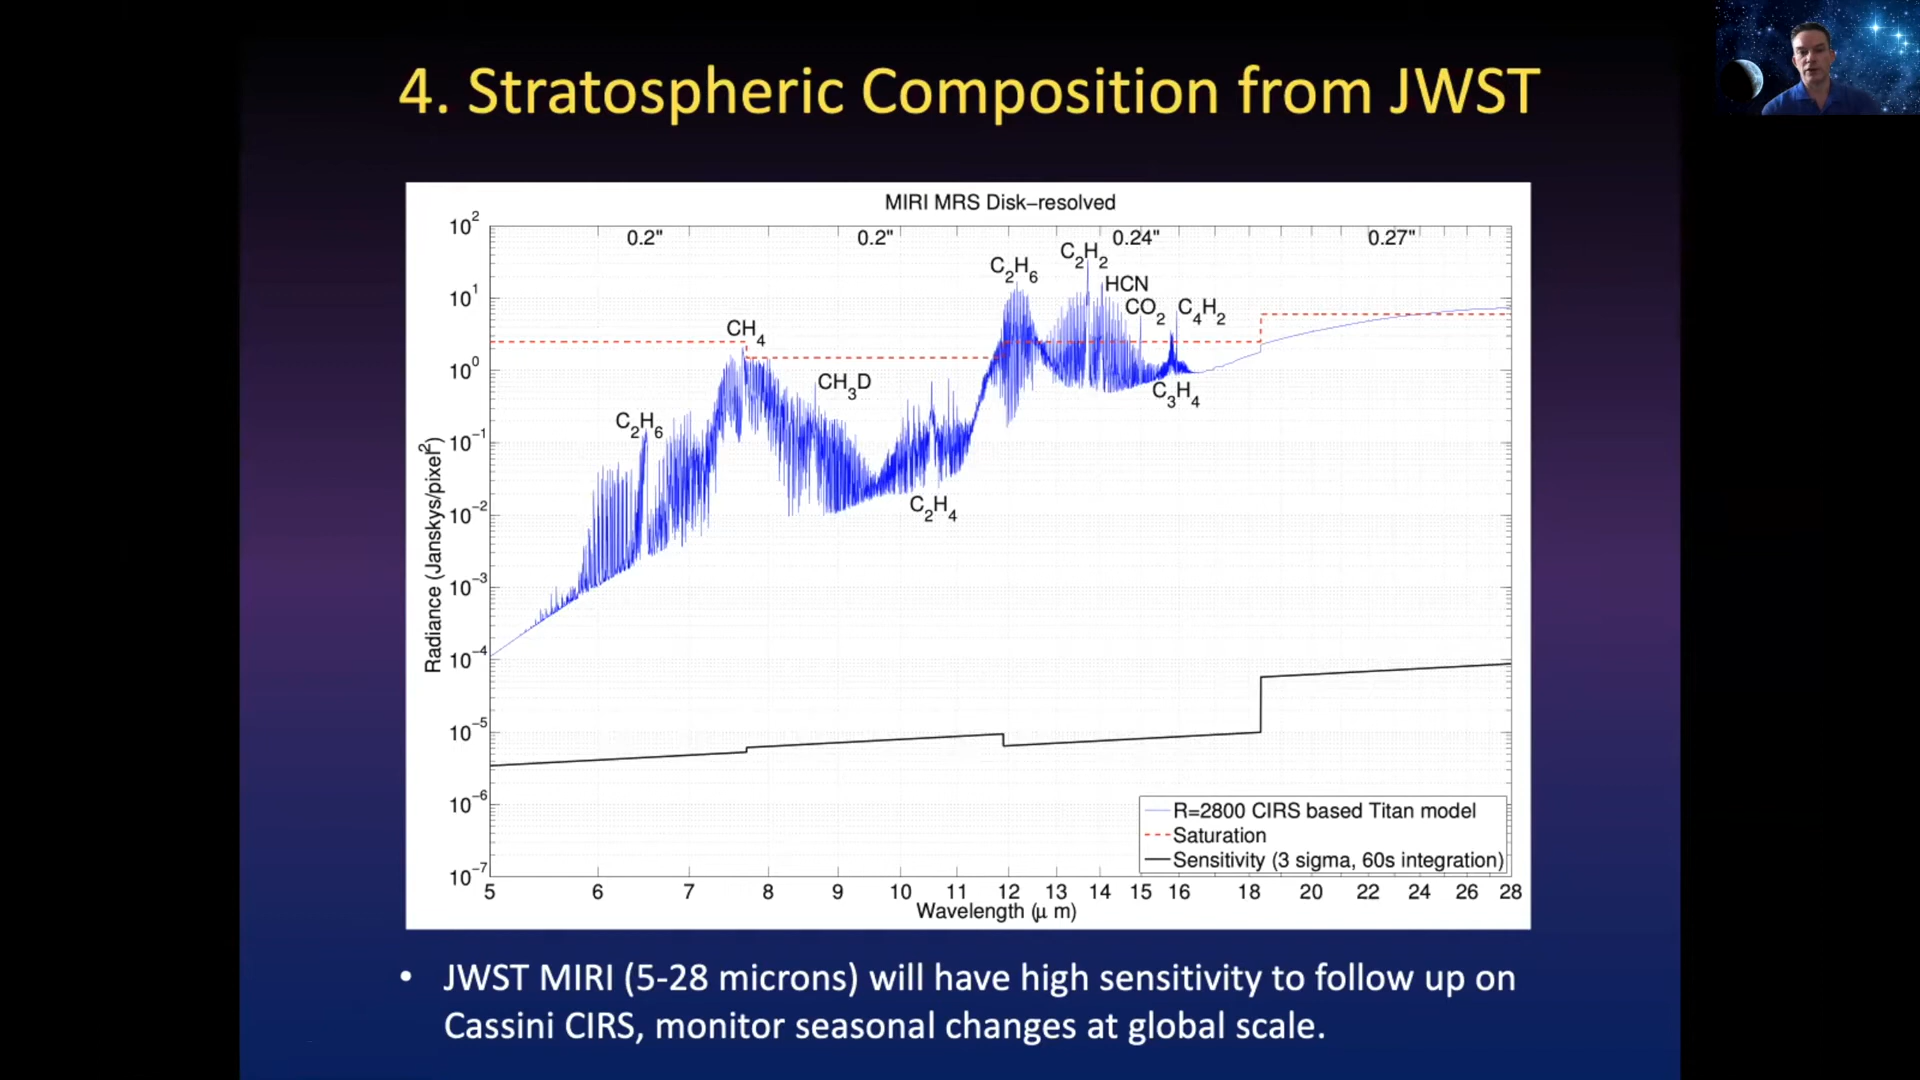 4. Stratospheric Composition from JWST
MIRI MRS Disk-resolved
0.2" 0.2" 0.24" 0.27"
C2H6 C2H2
HCN
CO2 C4H2
CH4
CH3D
C3H4
C2H6
C2H4
10^2
10^1
10^0
10^-1
10^-2
10^-3
10^-4
10^-5
10^-6
10^-7
Radiance (Janskys/pixel^2)
R=2800 CIRS based Titan model
Saturation
Sensitivity (3 sigma, 60s integration)
5 6 7 8 9 10 11 12 13 14 15 16 18 20 22 24 26 28
Wavelength (μ m)
• JWST MIRI (5-28 microns) will have high sensitivity to follow up on
Cassini CIRS, monitor seasonal changes at global scale.